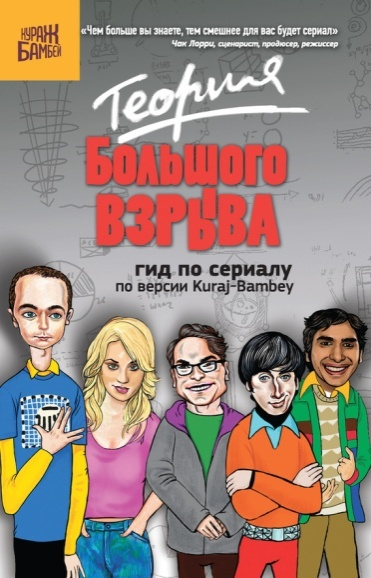 КУРАЖ
БАМБЕЙ
«Чем больше вы знаете, тем смешнее для вас будет сериал»
Чак Лорри, сценарист, продюсер, режиссер
Теория
Большого
взрыва
гид по сериалу
по версии Kuraj-Bambey